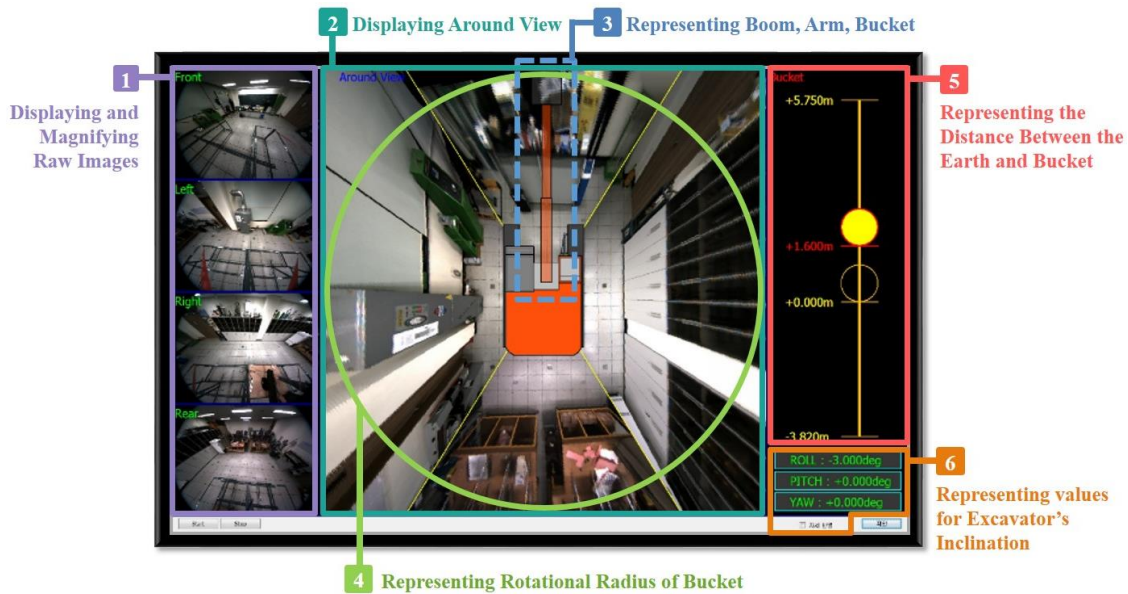 2 Displaying Around View
3 Representing Boom, Arm, Bucket
1
Displaying and
Magnifying
Raw Images
Front
Left
Right
Rear
Around View
Bucket
+5.750m
+1.600m
+0.000m
-3.820m
5
Representing the
Distance Between the
Earth and Bucket
ROLL : -3.000deg
PITCH : +0.000deg
YAW : +0.000deg
6
Representing values
for Excavator's
Inclination
Start
Stop
4 Representing Rotational Radius of Bucket